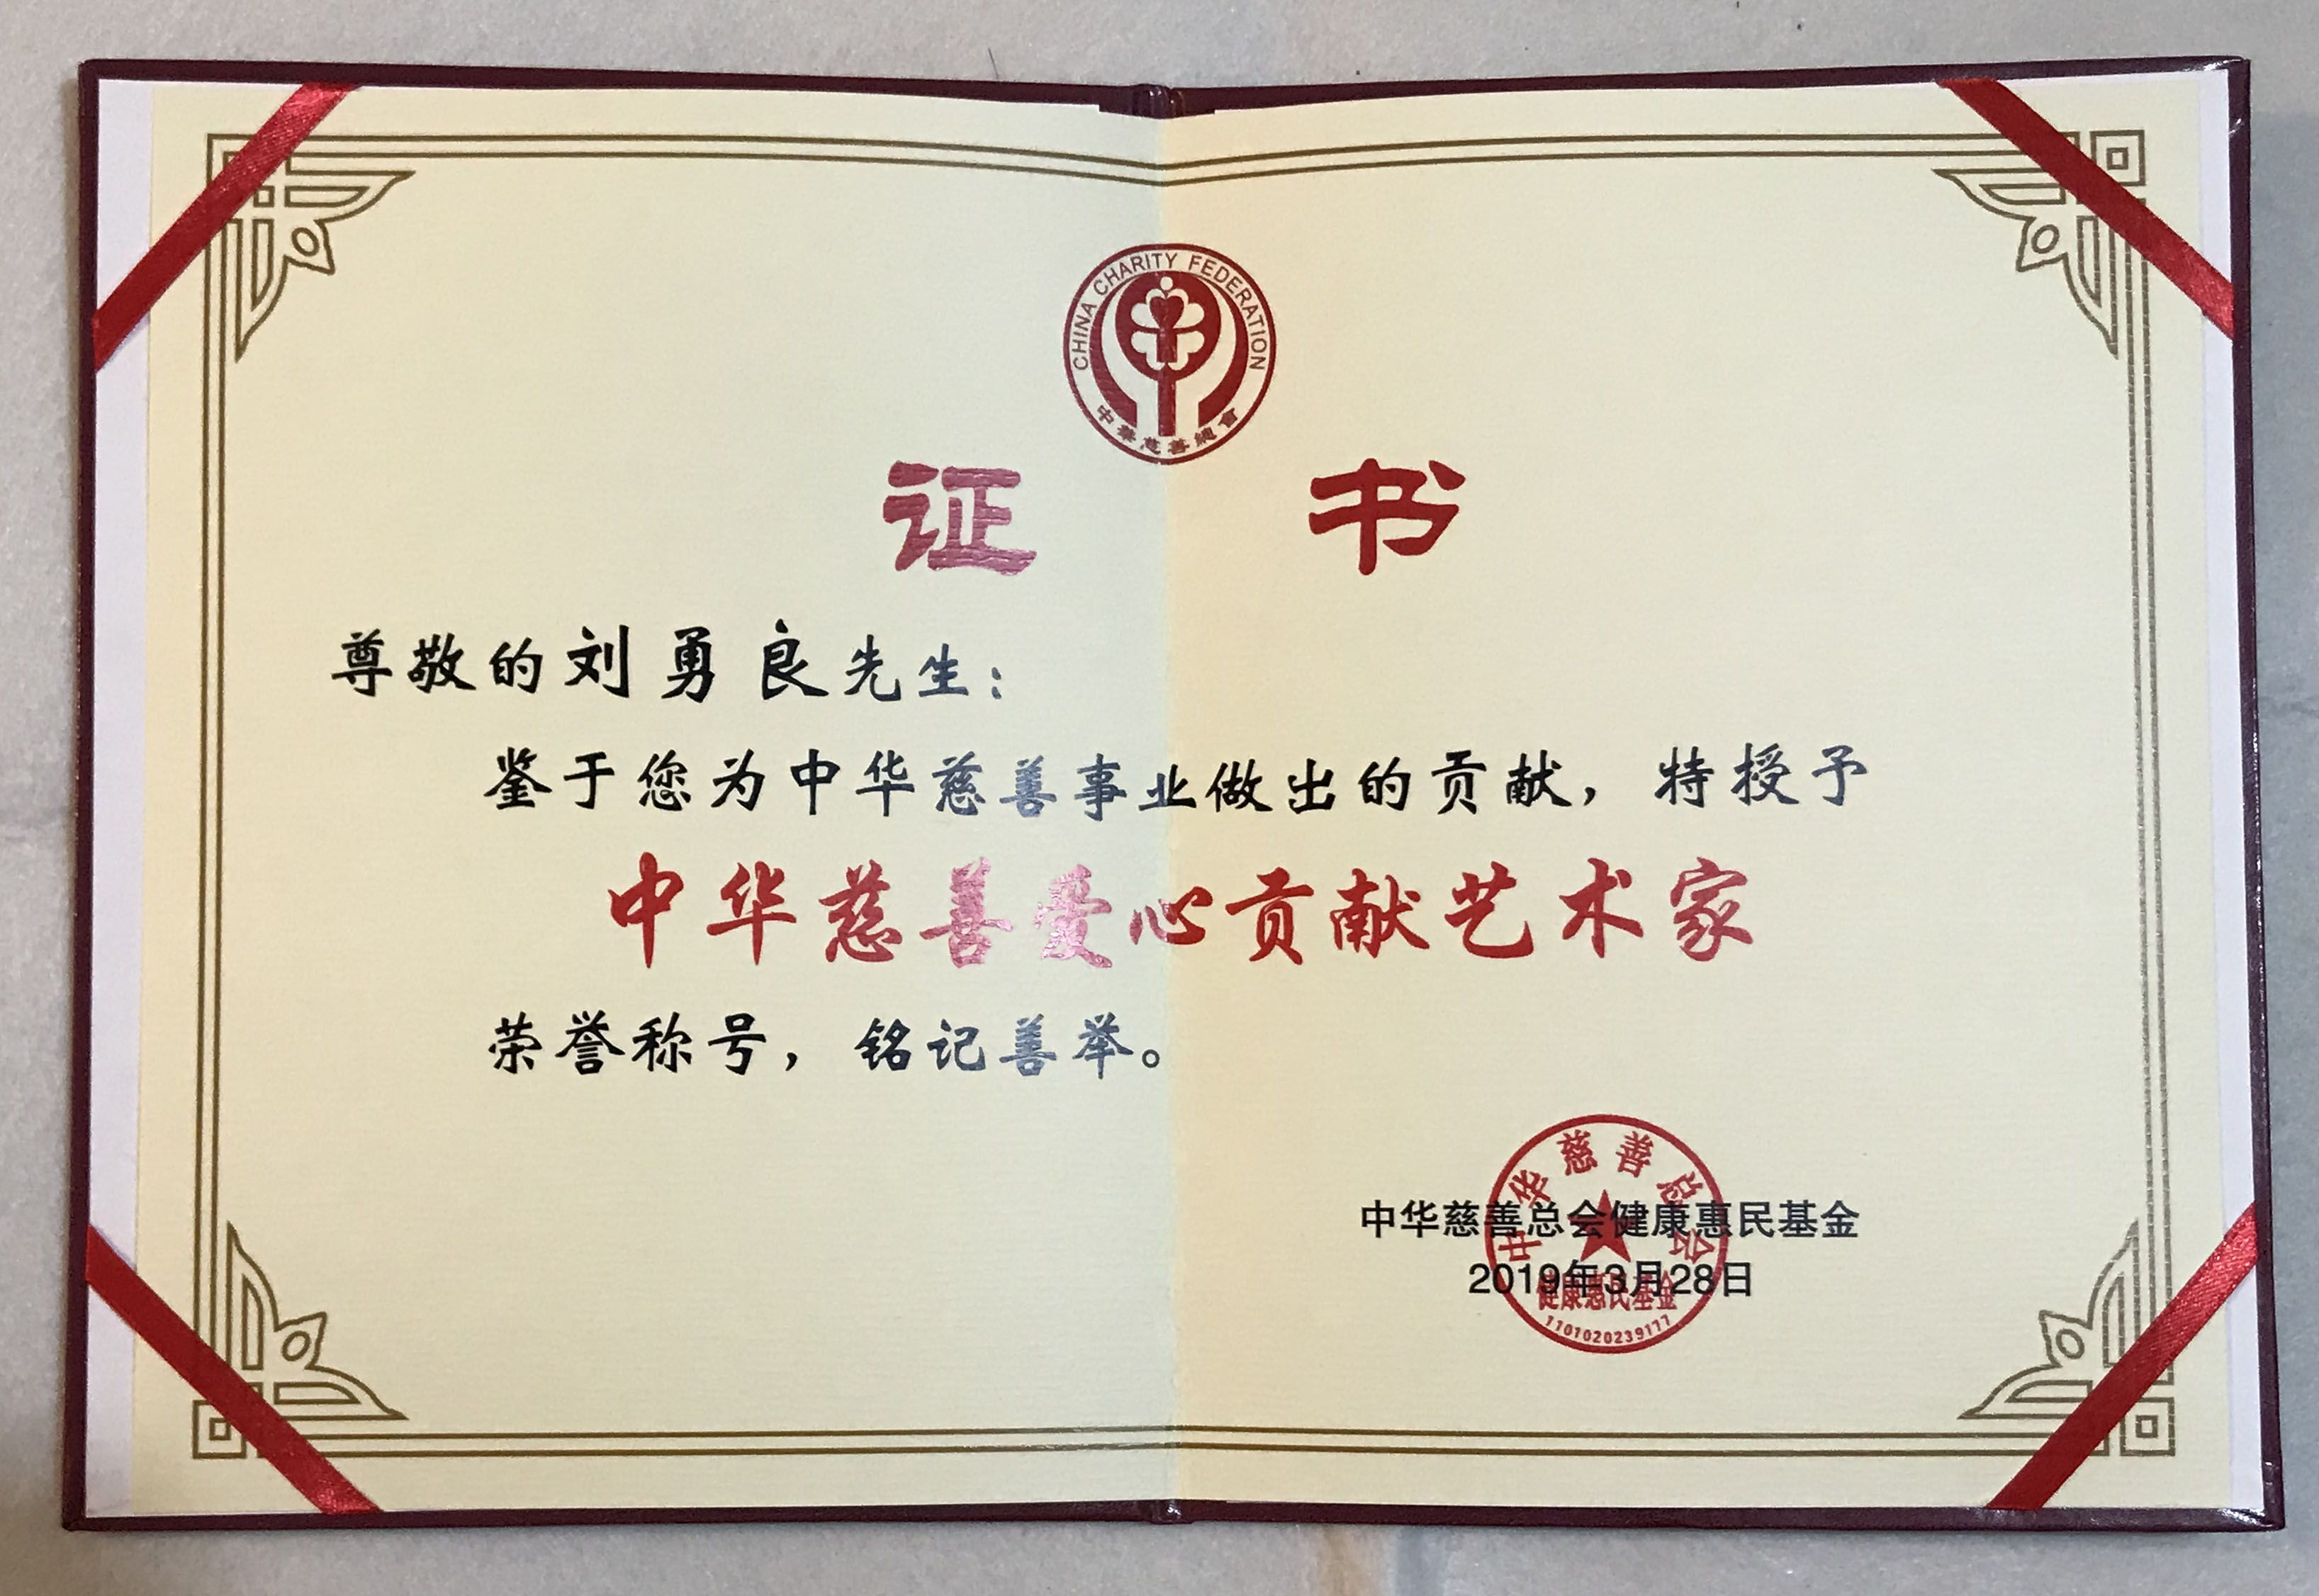 CHINA CHARITY FEDERATION
中華慈善總會
证 书
尊敬的刘勇良先生：
鉴于您为中华慈善事业做出的贡献，特授予
中华慈善爱心贡献艺术家
荣誉称号，铭记善举。
中华慈善总会
中华慈善总会健康惠民基金
2019年3月28日
健康惠民基金
1101020239177